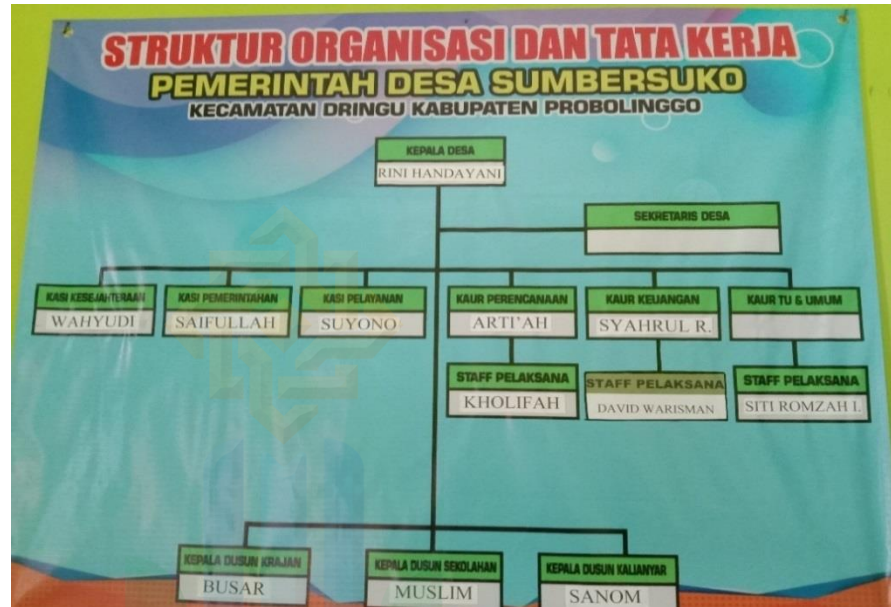 STRUKTUR ORGANISASI DAN TATA KERJA
PEMERINTAH DESA SUMBERSUKO
KECAMATAN DRINGU KABUPATEN PROBOLINGGO
KEPALA DESA
RINI HANDAYANI
SEKRETARIS DESA
KASI KESEJAHTERAAN
WAHYUDI
KASI PEMERINTAHAN
SAIFULLAH
KASI PELAYANAN
SUYONO
KAUR PERENCANAAN
ARTI'AH
KAUR KEUANGAN
SYAHRUL R.
KAUR TU & UMUM
STAFF PELAKSANA
KHOLIFAH
STAFF PELAKSANA
DAVID WARISMAN
STAFF PELAKSANA
SITI ROMZAH I.
KEPALA DUSUN KRAJAN
BUSAR
KEPALA DUSUN SEKOLAHAN
MUSLIM
KEPALA DUSUN KALIANYAR
SANOM